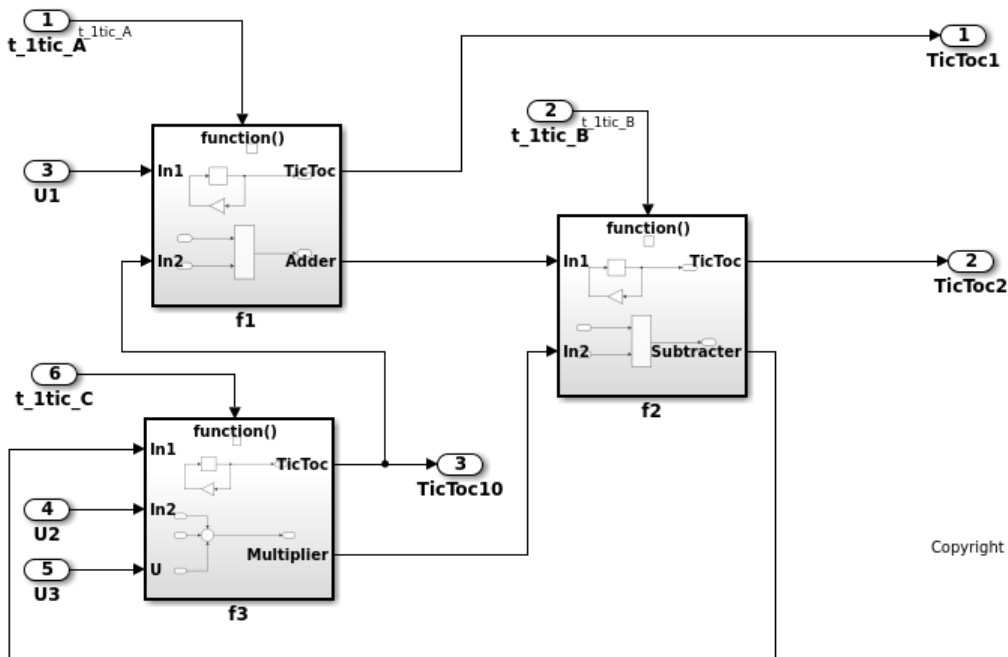 1
t_1tic_A
t_1tic_A
1
TicToc1
2
t_1tic_B
t_1tic_B
function()
3
In1
TicToc
U1
function()
In2
Adder
In1
TicToc
2
TicToc2
f1
In2
Subtracter
6
t_1tic_C
f2
function()
In1
TicToc
3
TicToc10
4
In2
U2
Copyright
Multiplier
5
U
U3
f3